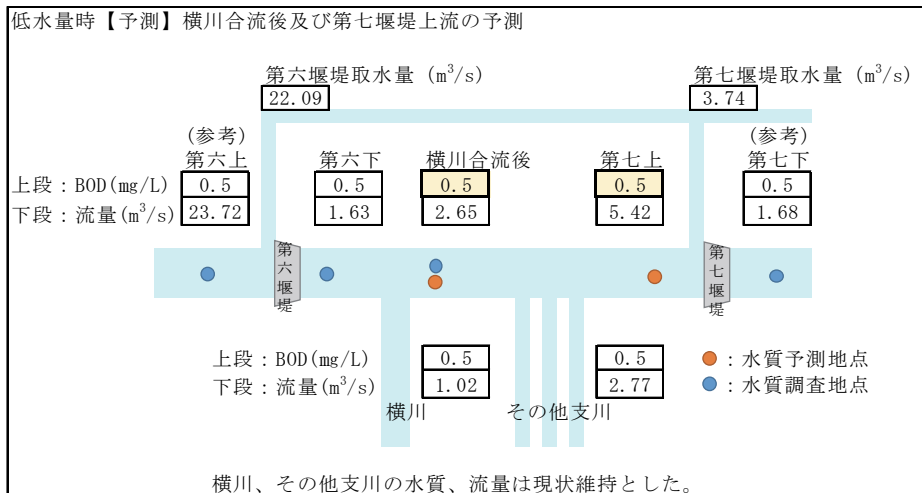 低水量時【予測】横川合流後及び第七堰堤上流の予測
第六堰堤取水量 (m³/s)
22.09
第七堰堤取水量 (m³/s)
3.74
(参考)
第六上
第六下
横川合流後
第七上
(参考)
第七下
上段：BOD(mg/L)
0.5
0.5
0.5
0.5
0.5
下段：流量(m³/s)
23.72
1.63
2.65
5.42
1.68
第六堰堤
第七堰堤
上段：BOD(mg/L)
0.5
0.5
下段：流量(m³/s)
1.02
2.77
：水質予測地点
：水質調査地点
横川
その他支川
横川、その他支川の水質、流量は現状維持とした。